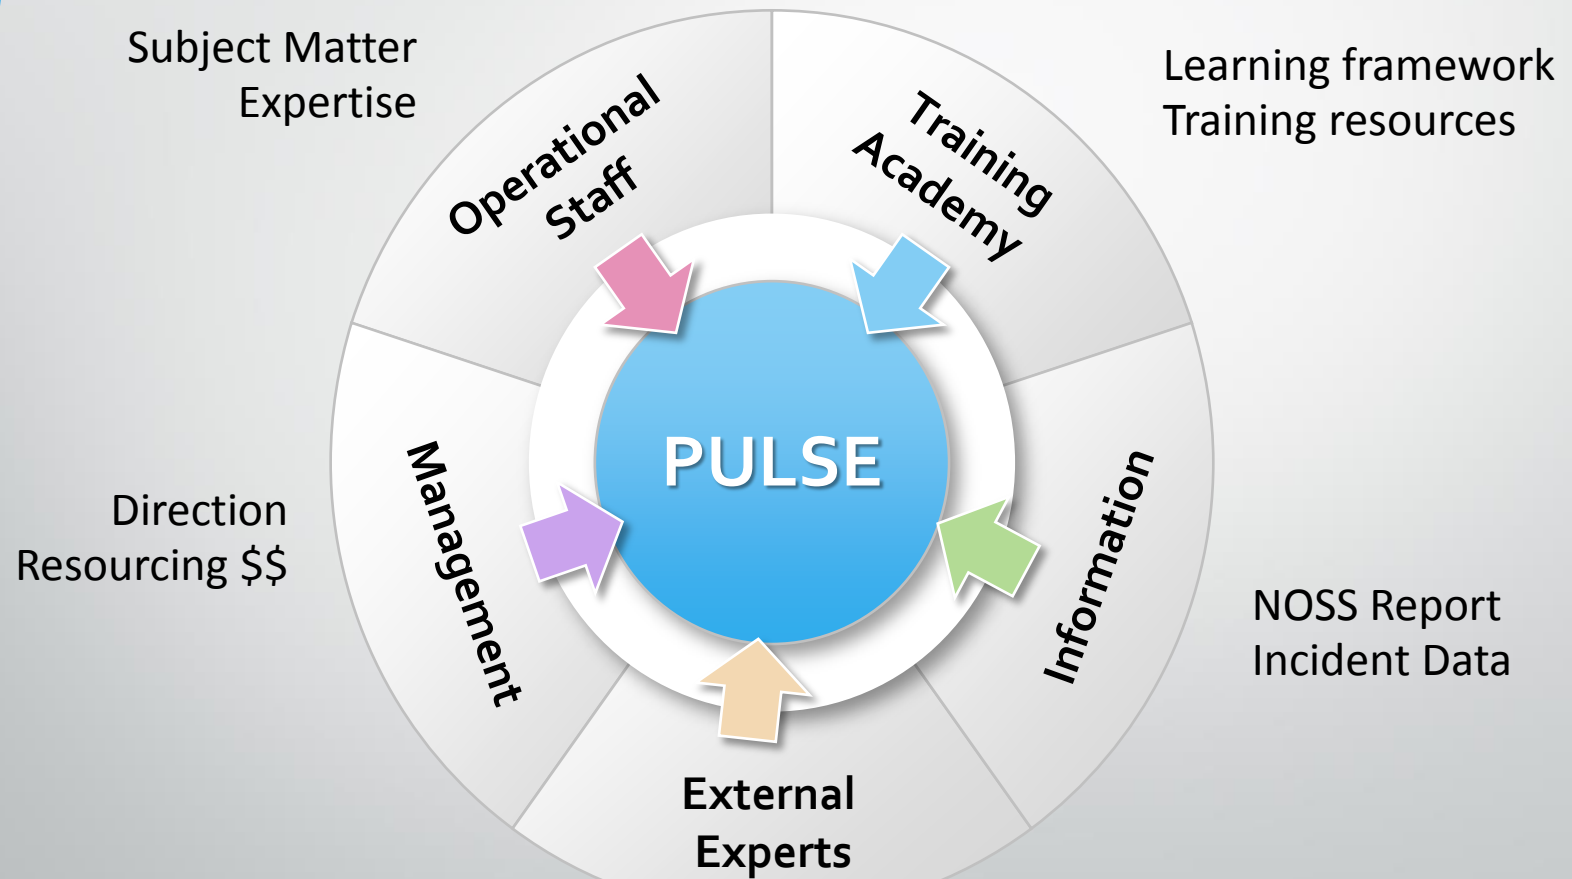 Subject Matter
Expertise
Operational
Staff
Training
Academy
Learning framework
Training resources
PULSE
Management
Direction
Resourcing $$
Information
NOSS Report
Incident Data
External
Experts